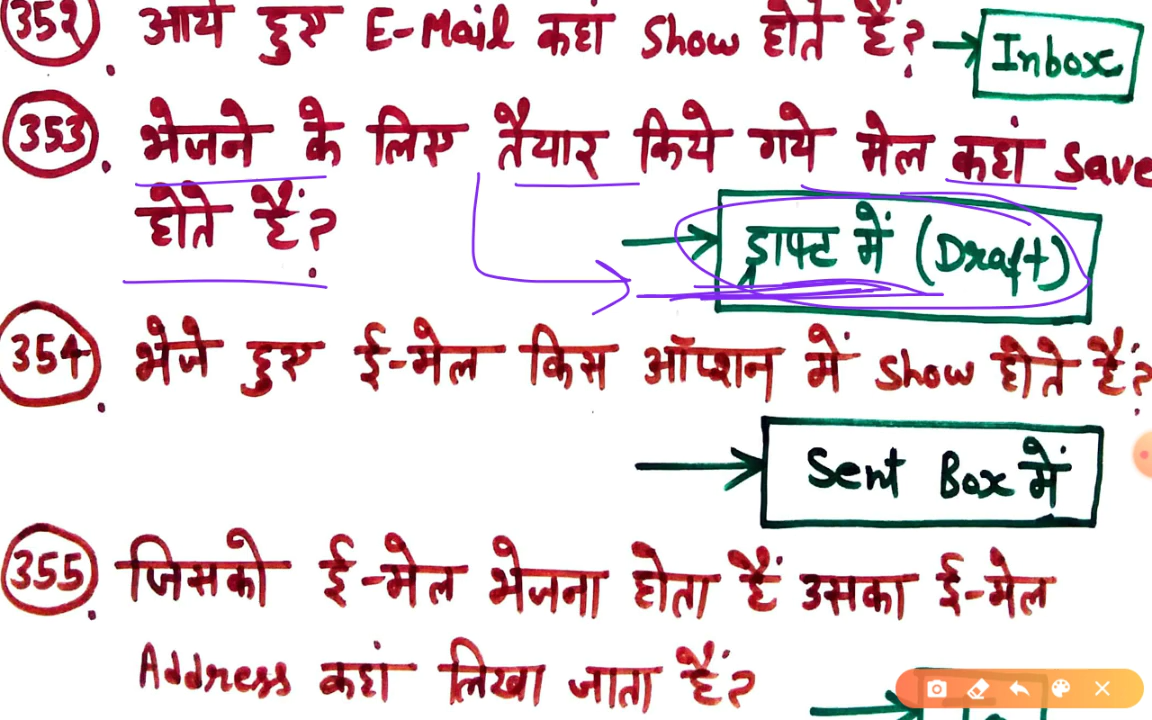 352. आये हुए E-Mail कहां Show होते हैं? → Inbox
353. भेजने के लिए तैयार किये गये मेल कहां Save
होते हैं?
→ ड्राफ्ट में (Draft)
354. भेजे हुए ई-मेल किस ऑप्शन में Show होते हैं?
→ Sent Box में
355. जिसको ई-मेल भेजना होता है उसका ई-मेल
Address कहां लिखा जाता है?